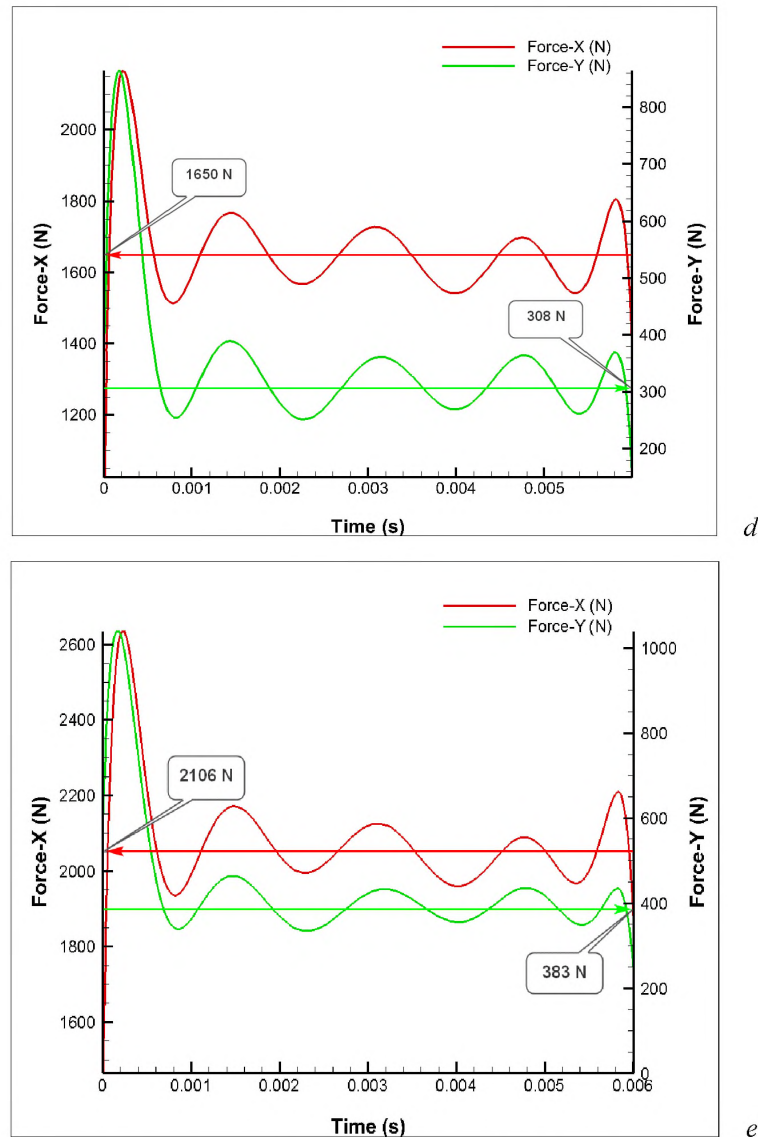 Force-X (N)
Force-Y (N)
2000
1800
1600
1400
1200
Force-X (N)
800
700
600
500
400
300
200
Force-Y (N)
1650 N
308 N
0
0.001
0.002
0.003
0.004
0.005
Time (s)
d
Force-X (N)
Force-Y (N)
2600
2400
2200
2000
1800
1600
Force-X (N)
1000
800
600
400
200
0
Force-Y (N)
2106 N
383 N
0
0.001
0.002
0.003
0.004
0.005
0.006
Time (s)
e